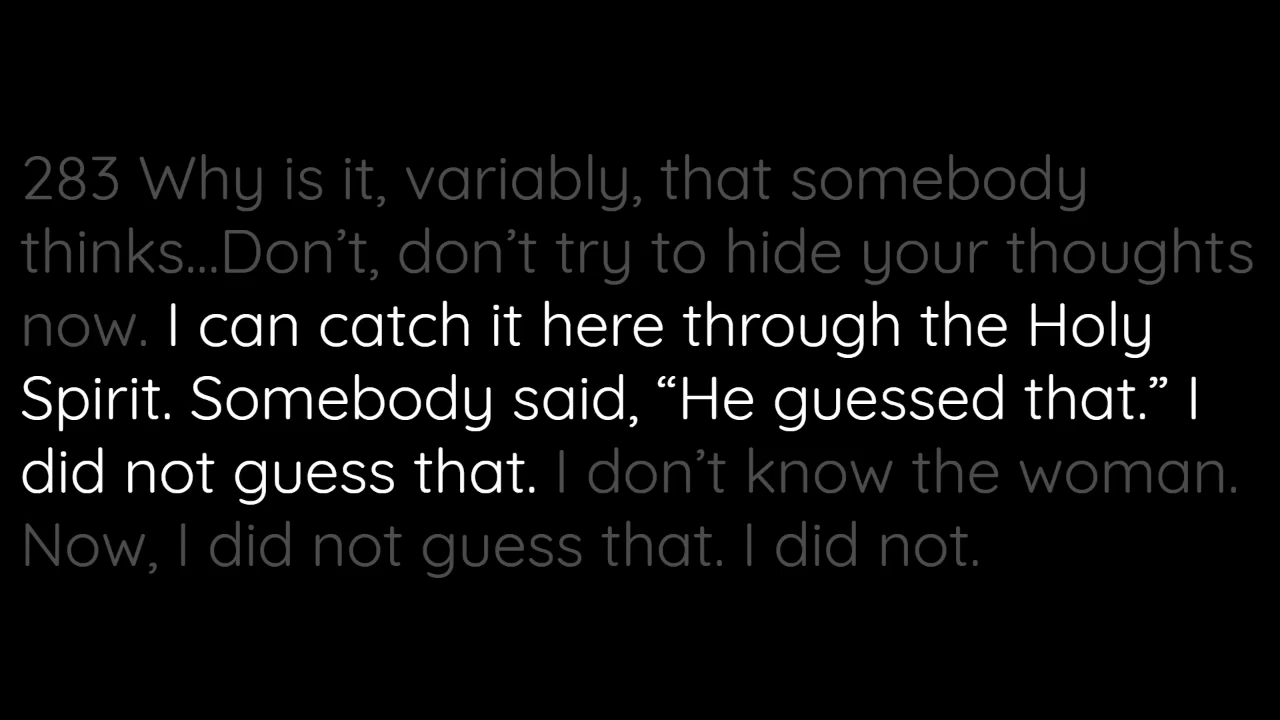 283 Why is it, variably, that somebody
thinks...Don’t, don’t try to hide your thoughts
now. I can catch it here through the Holy
Spirit. Somebody said, “He guessed that.” I
did not guess that. I don’t know the woman.
Now, I did not guess that. I did not.